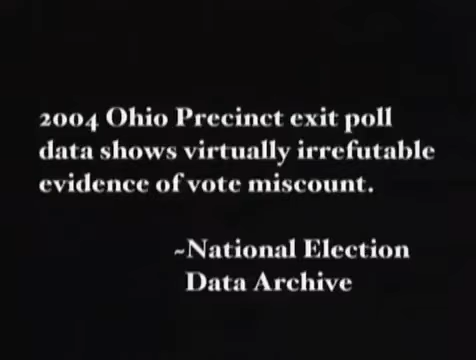 2004 Ohio Precinct exit poll
data shows virtually irrefutable
evidence of vote miscount.
~National Election
Data Archive